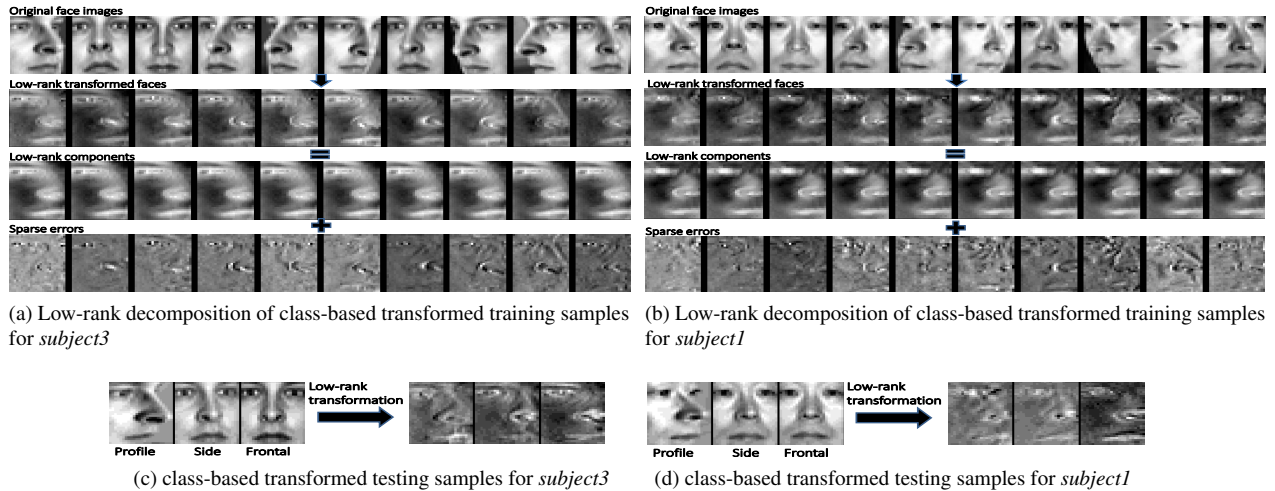 Original face images
Low-rank transformed faces
Low-rank components
Sparse errors
(a) Low-rank decomposition of class-based transformed training samples
for subject3
Original face images
Low-rank transformed faces
Low-rank components
Sparse errors
(b) Low-rank decomposition of class-based transformed training samples
for subject1
Low-rank
transformation
Profile Side Frontal
(c) class-based transformed testing samples for subject3
Low-rank
transformation
Profile Side Frontal
(d) class-based transformed testing samples for subject1